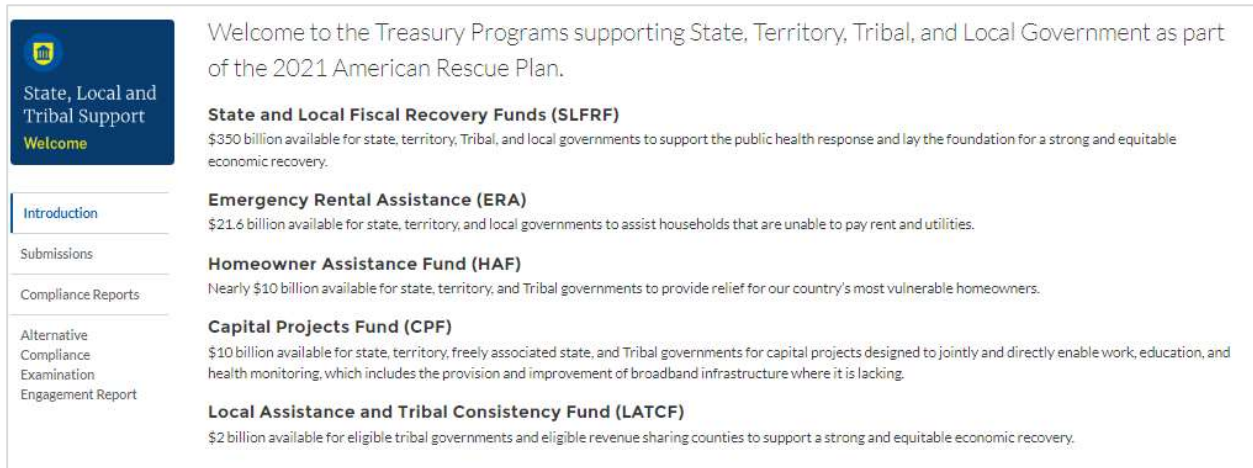 State, Local and
Tribal Support
Welcome
Introduction
Submissions
Compliance Reports
Alternative
Compliance
Examination
Engagement Report
Welcome to the Treasury Programs supporting State, Territory, Tribal, and Local Government as part
of the 2021 American Rescue Plan.
State and Local Fiscal Recovery Funds (SLFRF)
$350 billion available for state, territory, Tribal, and local governments to support the public health response and lay the foundation for a strong and equitable
economic recovery.
Emergency Rental Assistance (ERA)
$21.6 billion available for state, territory, and local governments to assist households that are unable to pay rent and utilities.
Homeowner Assistance Fund (HAF)
Nearly $10 billion available for state, territory, and Tribal governments to provide relief for our country's most vulnerable homeowners.
Capital Projects Fund (CPF)
$10 billion available for state, territory, freely associated state, and Tribal governments for capital projects designed to jointly and directly enable work, education, and
health monitoring, which includes the provision and improvement of broadband infrastructure where it is lacking.
Local Assistance and Tribal Consistency Fund (LATCF)
$2 billion available for eligible tribal governments and eligible revenue sharing counties to support a strong and equitable economic recovery.